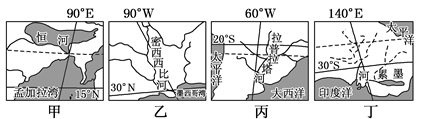 90°E 90°W 60°W 140°E
恒河
孟加拉湾 15°N
甲
密西西比河
30°N 墨西哥湾
乙
20°S
太平洋
拉普拉塔河
大西洋
丙
太平洋
30°S
墨累河
印度洋
丁